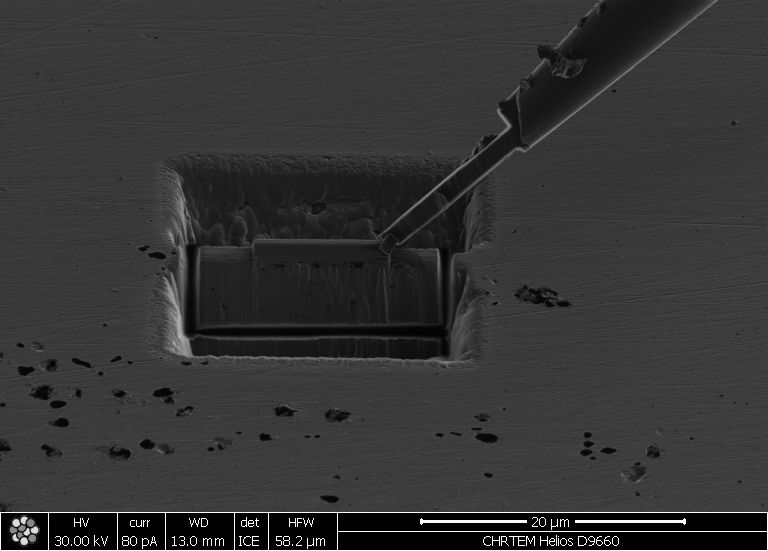 HV curr WD det HFW 20 µm
30.00 kV 80 pA 13.0 mm ICE 58.2 µm CHRTEM Helios D9660